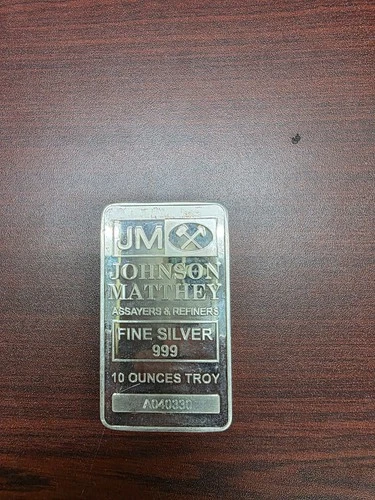 JM
JOHNSON
MATTHEY
ASSAYERS & REFINERS
FINE SILVER
999
10 OUNCES TROY
A040330